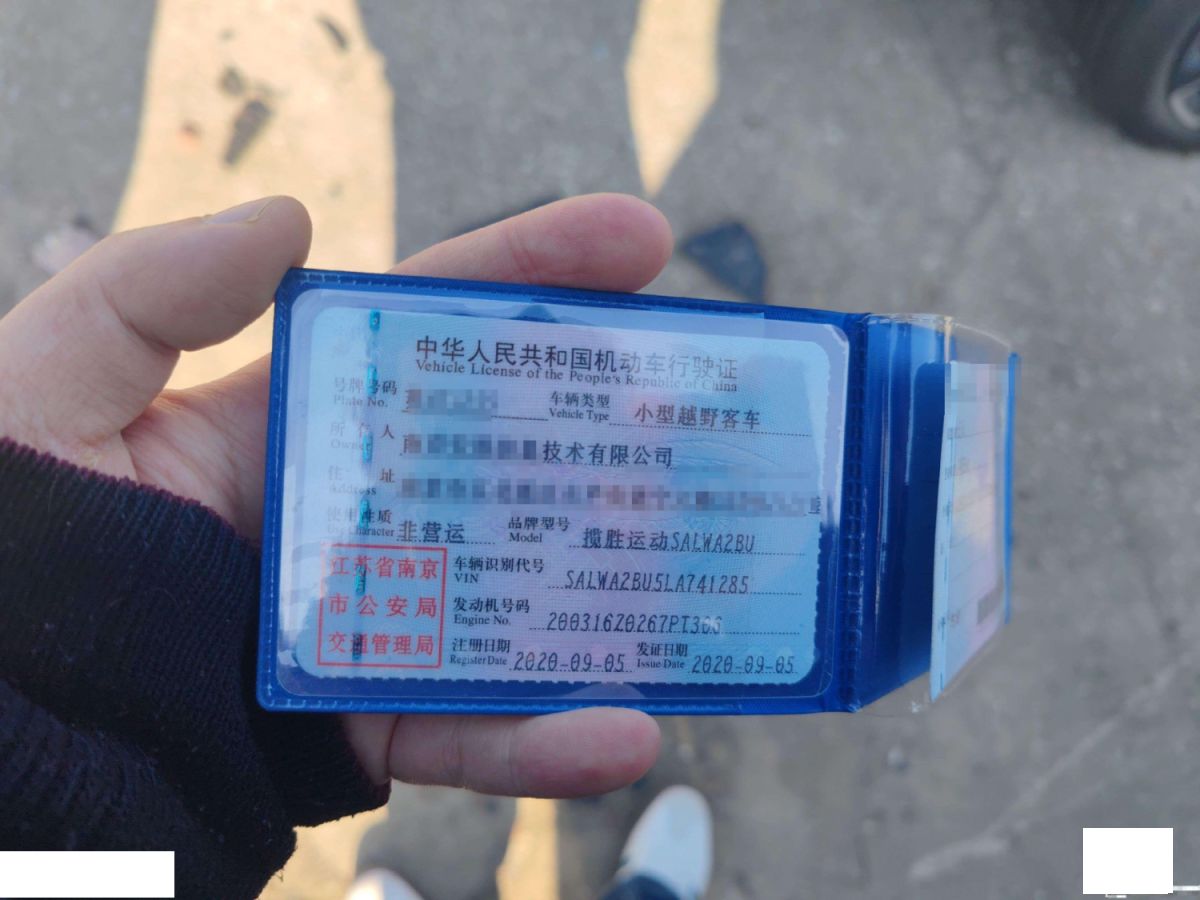 中华人民共和国机动车行驶证
Vehicle License of the People's Republic of China
号牌号码
Plate No.
车辆类型
Vehicle Type
小型越野客车
所有人
Owner
技术有限公司
住址
Address
使用性质
Use Character
非营运
品牌型号
Model
揽胜运动SALWA2BU
江苏省南京
市公安局
交通管理局
车辆识别代号
VIN
SALWA2BU5LA741285
发动机号码
Engine No.
200316Z0267PT306
注册日期
Register Date
2020-09-05
发证日期
Issue Date
2020-09-05